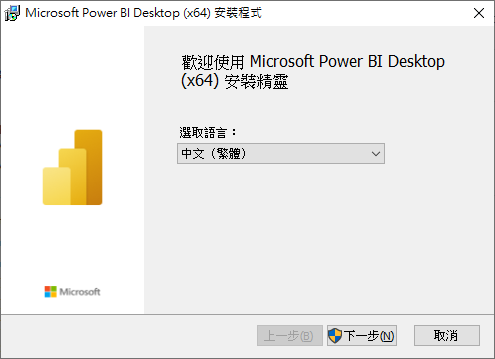 Microsoft Power BI Desktop (x64) 安裝程式
歡迎使用 Microsoft Power BI Desktop
(x64) 安裝精靈
選取語言：
中文（繁體）
Microsoft
上一步(B)
下一步(N)
取消